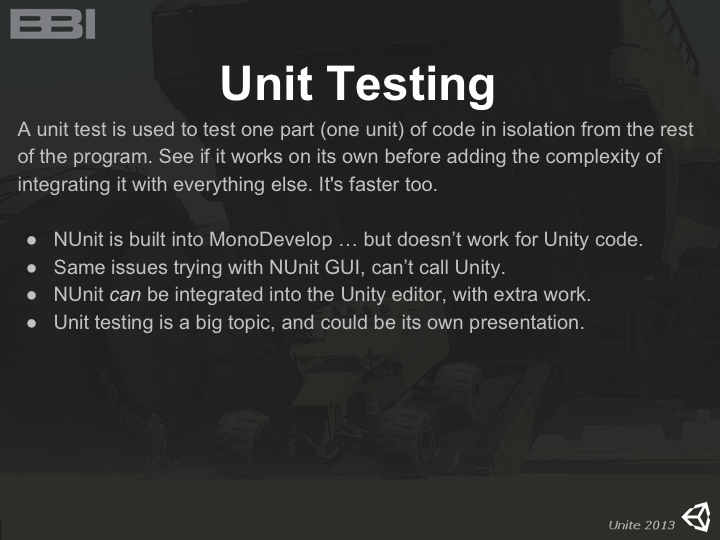 BBI
Unit Testing
A unit test is used to test one part (one unit) of code in isolation from the rest
of the program. See if it works on its own before adding the complexity of
integrating it with everything else. It's faster too.
● NUnit is built into MonoDevelop … but doesn’t work for Unity code.
● Same issues trying with NUnit GUI, can’t call Unity.
● NUnit can be integrated into the Unity editor, with extra work.
● Unit testing is a big topic, and could be its own presentation.
Unite 2013